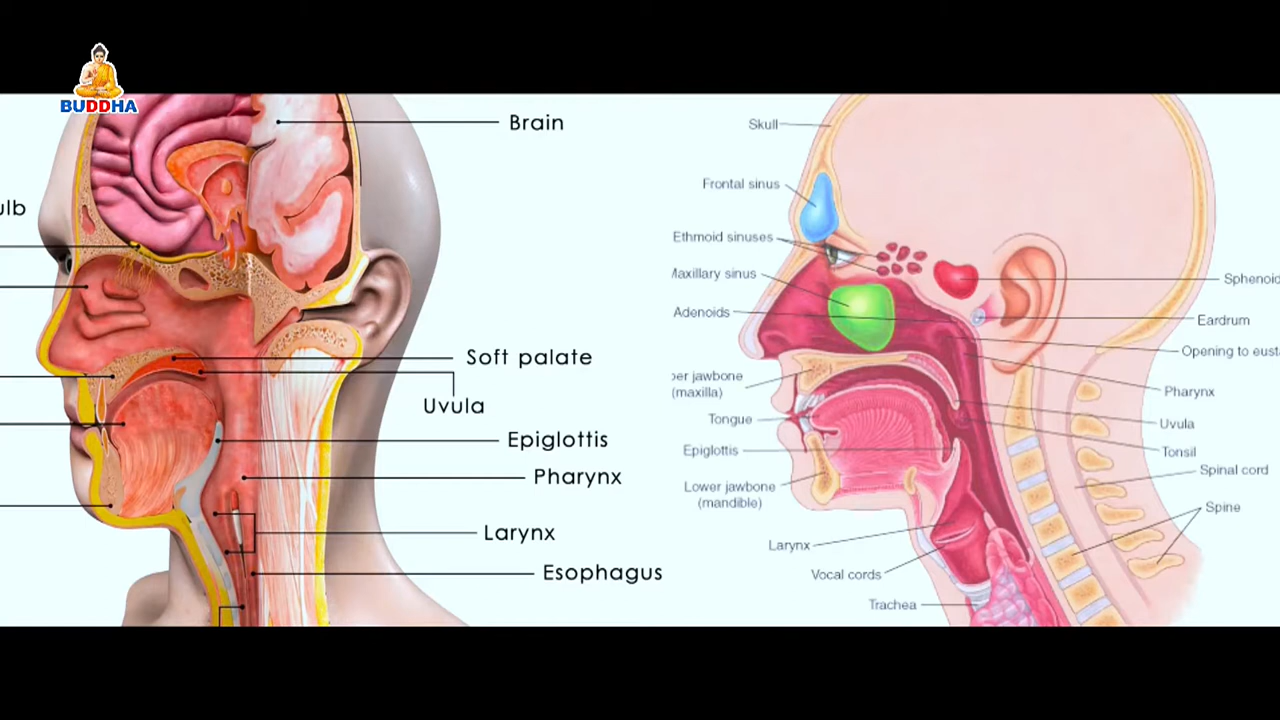 BUDDHA
ulb
Brain
Soft palate
Uvula
Epiglottis
Pharynx
Larynx
Esophagus
Skull
Frontal sinus
Ethmoid sinuses
Maxillary sinus
Adenoids
per jawbone
(maxilla)
Tongue
Epiglottis
Lower jawbone
(mandible)
Larynx
Vocal cords
Trachea
Sphenoid
Eardrum
Opening to eust
Pharynx
Uvula
Tonsil
Spinal cord
Spine